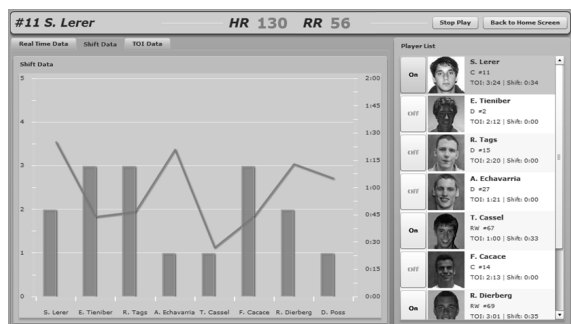 #11 S. Lerer HR 130 RR 56 Stop Play Back to Home Screen
Real Time Data Shift Data TOI Data
Shift Data
5
4
3
2
1
0
2:00
1:45
1:30
1:15
1:00
0:45
0:30
0:15
0:00
S. Lerer E. Tieniber R. Tags A. Echavarria T. Cassel F. Cacace R. Dierberg D. Poss
Player List
On
S. Lerer
C #11
TOI: 3:24 | Shift: 0:34
Off
E. Tieniber
D #2
TOI: 2:12 | Shift: 0:00
Off
R. Tags
D #15
TOI: 2:20 | Shift: 0:00
Off
A. Echavarria
D #27
TOI: 1:21 | Shift: 0:00
On
T. Cassel
RW #67
TOI: 1:00 | Shift: 0:33
Off
F. Cacace
C #14
TOI: 2:13 | Shift: 0:00
On
R. Dierberg
RW #69
TOI: 3:01 | Shift: 0:35